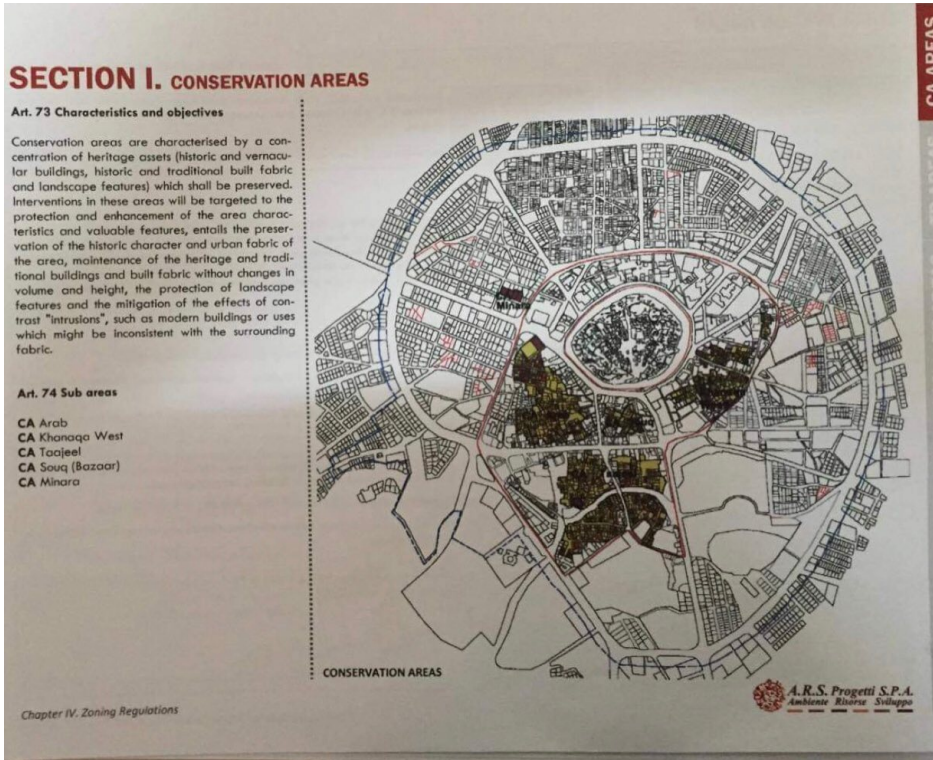 CA AREAS
SECTION I. CONSERVATION AREAS
Art. 73 Characteristics and objectives
Conservation areas are characterised by a con-
centration of heritage assets (historic and vernacu-
lar buildings, historic and traditional built fabric
and landscape features) which shall be preserved.
Interventions in these areas will be targeted to the
protection and enhancement of the area charac-
teristics and valuable features, entails the preser-
vation of the historic character and urban fabric of
the area, maintenance of the heritage and tradi-
tional buildings and built fabric without changes in
volume and height, the protection of landscape
features and the mitigation of the effects of con-
trast "intrusions", such as modern buildings or uses
which might be inconsistent with the surrounding
fabric.
Art. 74 Sub areas
CA Arab
CA Khanaqa West
CA Taajeel
CA Souq (Bazaar)
CA Minara
Minara
CONSERVATION AREAS
Chapter IV. Zoning Regulations
A.R.S. Progetti S.P.A.
Ambiente Risorse Sviluppo